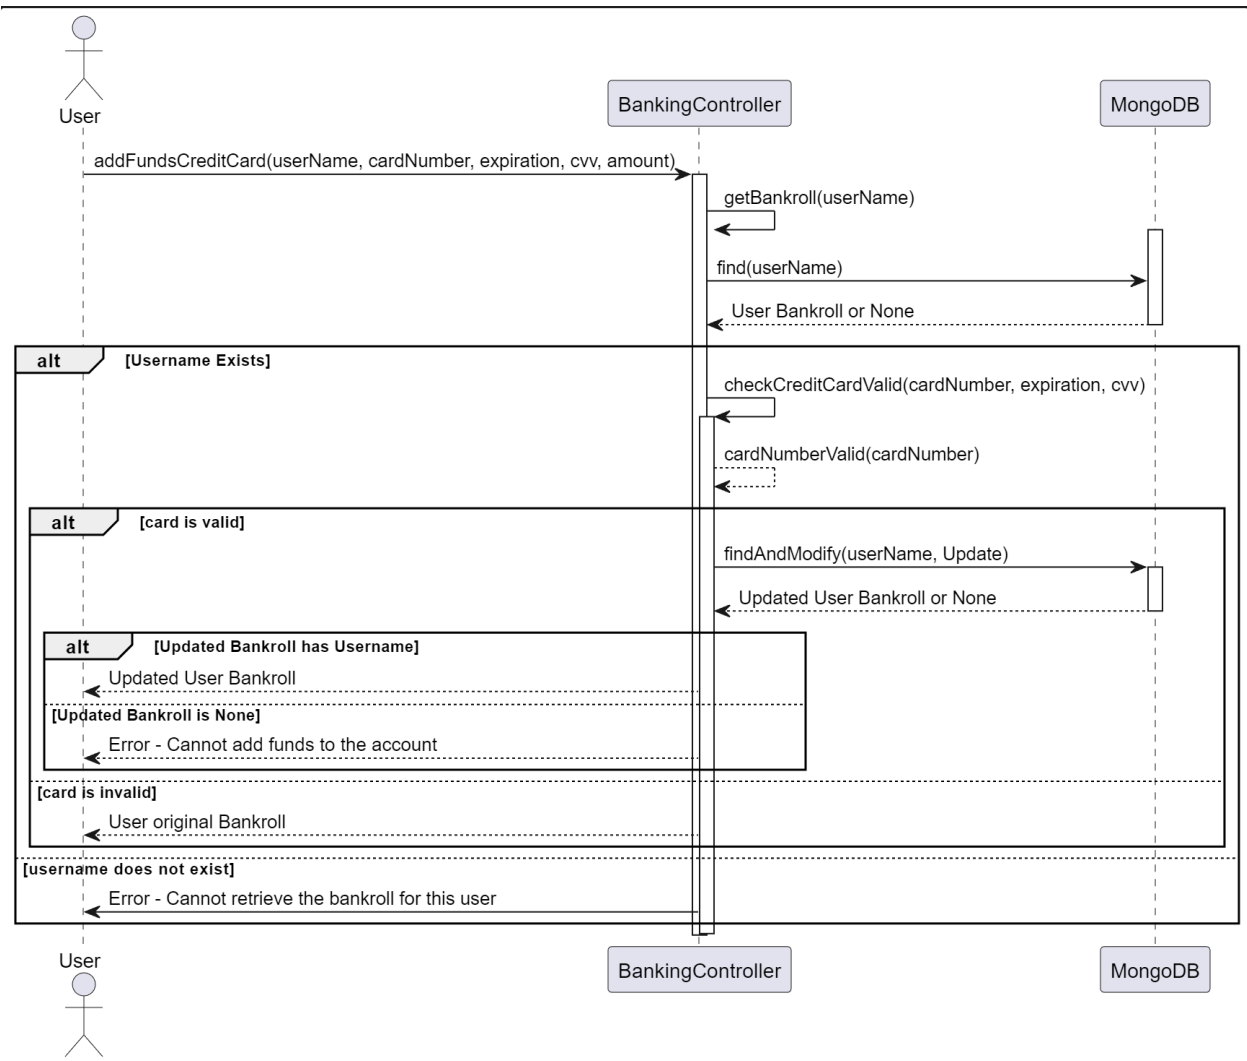 User
BankingController
MongoDB
addFundsCreditCard(userName, cardNumber, expiration, cvv, amount)
getBankroll(userName)
find(userName)
User Bankroll or None
alt [Username Exists]
checkCreditCardValid(cardNumber, expiration, cvv)
cardNumberValid(cardNumber)
alt [card is valid]
findAndModify(userName, Update)
Updated User Bankroll or None
alt [Updated Bankroll has Username]
Updated User Bankroll
[Updated Bankroll is None]
Error - Cannot add funds to the account
[card is invalid]
User original Bankroll
[username does not exist]
Error - Cannot retrieve the bankroll for this user
User
BankingController
MongoDB